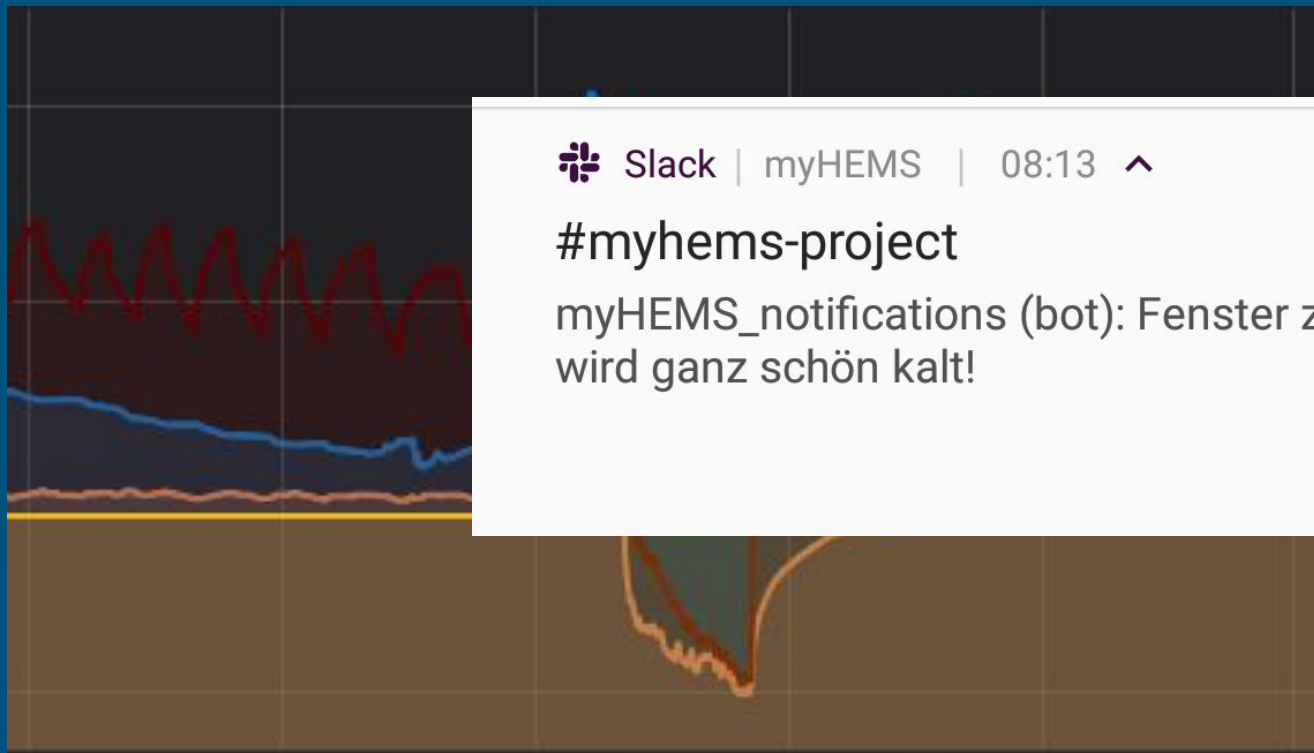 Slack | myHEMS | 08:13
#myhems-project
myHEMS_notifications (bot): Fenster
wird ganz schön kalt!